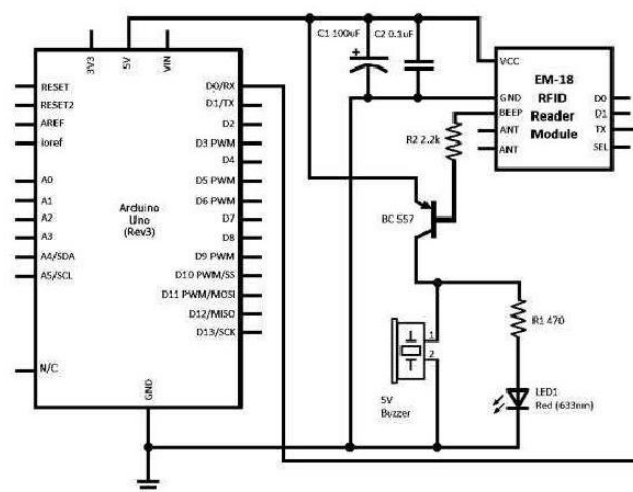 3V3
5V
VIN
RESET
RESET2
AREF
ioref
A0
A1
A2
A3
A4/SDA
A5/SCL
N/C
Arduino
Uno
(Rev3)
D0/RX
D1/TX
D2
D3 PWM
D4
D5 PWM
D6 PWM
D7
D8
D9 PWM
D10 PWM/SS
D11 PWM/MOSI
D12/MISO
D13/SCK
GND
C1 100uF
C2 0.1uF
+
VCC
GND
BEEP
ANT
ANT
EM-18
RFID
Reader
Module
D0
D1
TX
SEL
R2 2.2k
BC 557
1
2
5V
Buzzer
R1 470
LED1
Red (633nm)